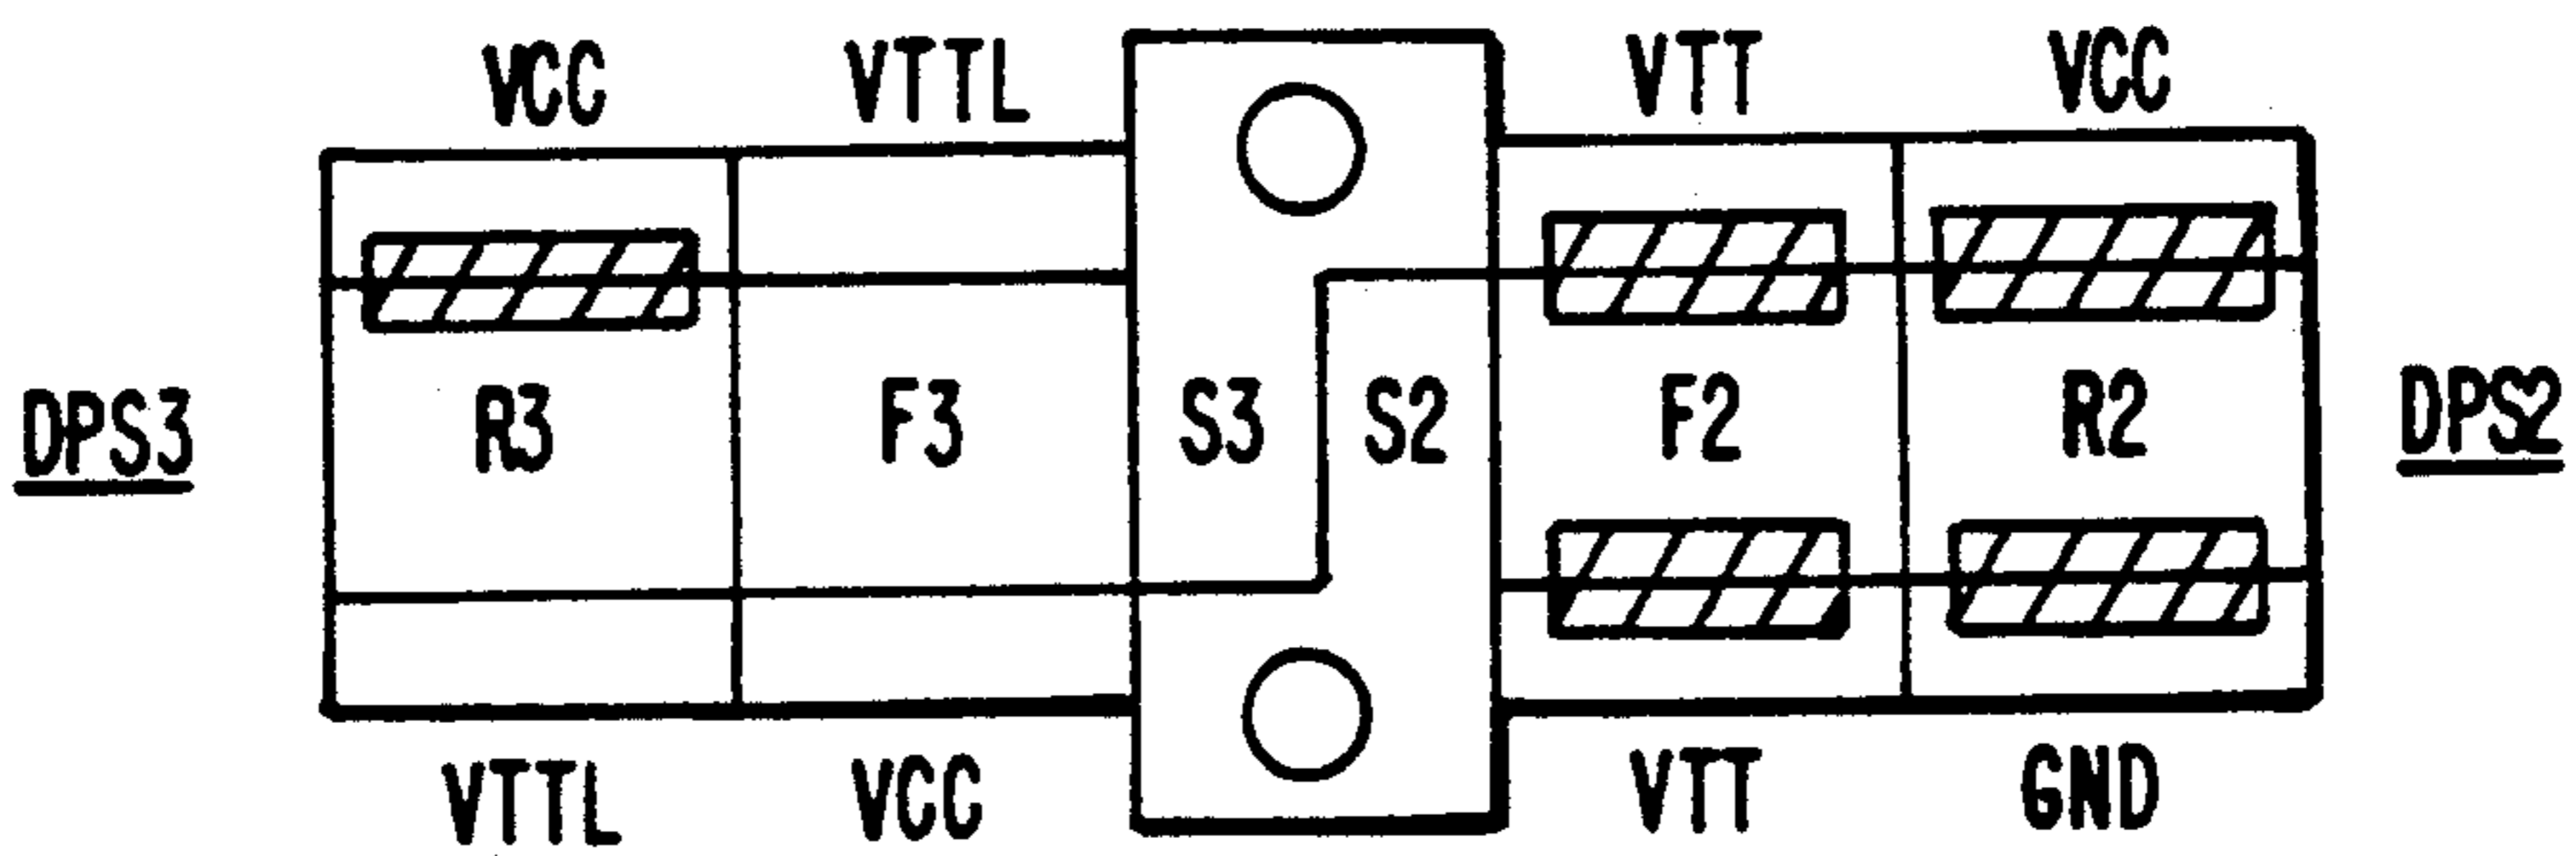 VCC VTTL VTT VCC
DPS3 R3 F3 S3 S2 F2 R2 DPS2
VTTL VCC VTT GND